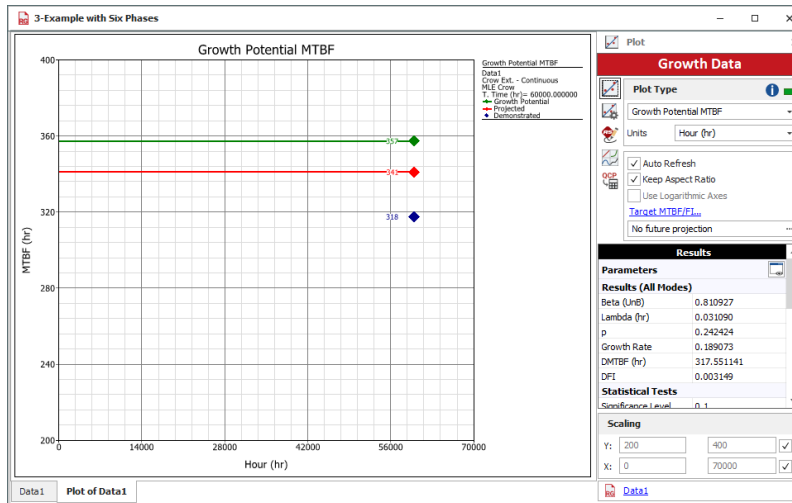 3-Example with Six Phases
Growth Potential MTBF
400
360
320
280
240
200
MTBF (hr)
0
14000
28000
42000
56000
70000
Hour (hr)
357
341
318
Growth Potential MTBF
Data1
Crow Ext. - Continuous
MLE Crow
T. Time (hr)= 60000.000000
Growth Potential
Projected
Demonstrated
Data1
Plot of Data1
Plot
Growth Data
Plot Type
Growth Potential MTBF
Units Hour (hr)
Auto Refresh
Keep Aspect Ratio
Use Logarithmic Axes
Target MTBF/FI...
No future projection ...
QCP
Results
Parameters
Results (All Modes)
Beta (UnB) 0.810927
Lambda (hr) 0.031090
p 0.242424
Growth Rate 0.189073
DMTBF (hr) 317.551141
DFI 0.003149
Statistical Tests
Significance Level 0.1
Scaling
Y: 200 400
X: 0 70000
Data1